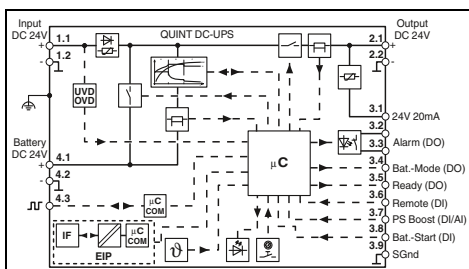 Input
DC 24V
1.1
+
1.2
-
QUINT DC-UPS
Output
DC 24V
2.1
+
2.2
-
UVD
OVD
3.1
24V 20mA
3.2
3.3
Alarm (DO)
3.4
Bat.-Mode (DO)
3.5
Ready (DO)
3.6
Remote (DI)
3.7
PS Boost (DI/AI)
3.8
Bat.-Start (DI)
3.9
SGnd
Battery
DC 24V
4.1
+
4.2
-
4.3
µC
µC
COM
IF
µC
COM
EIP
ϑ